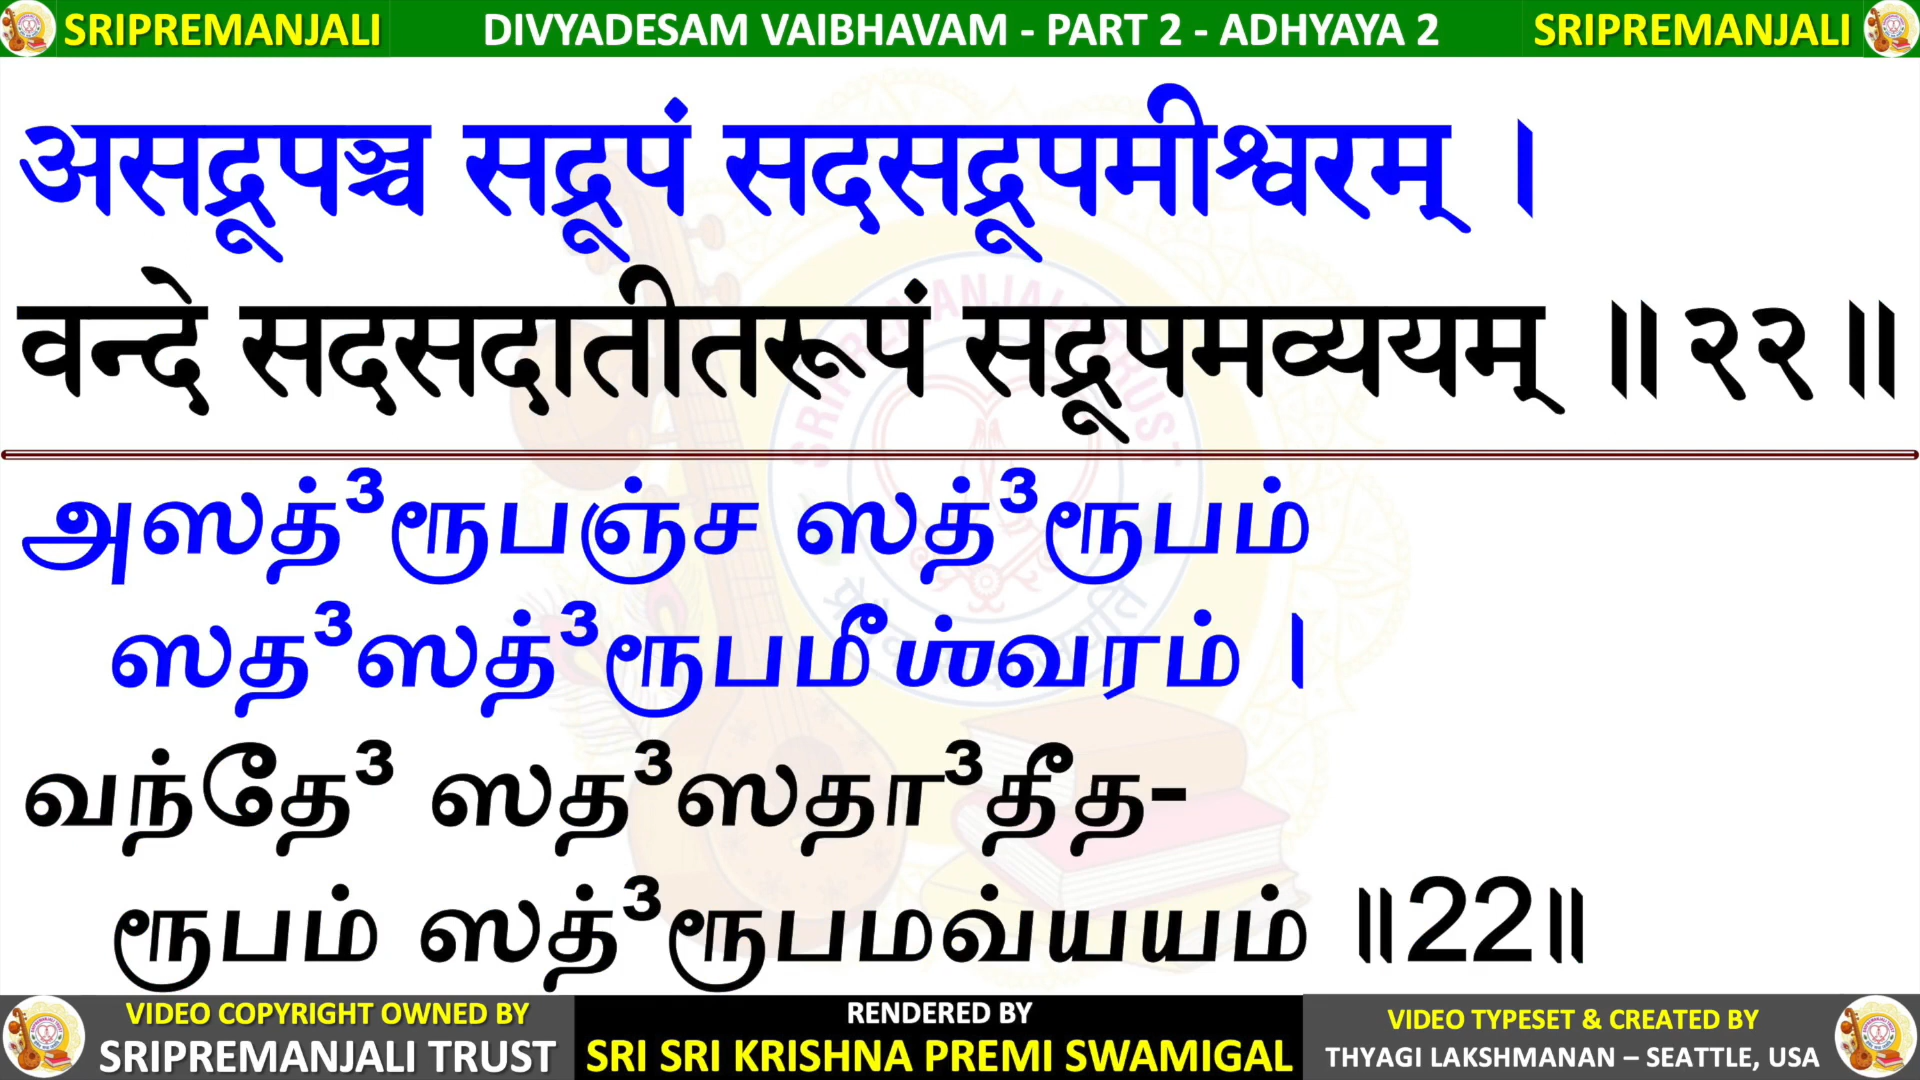 SRIPREMANJALI DIVYADESAM VAIBHAVAM - PART 2 - ADHYAYA 2 SRIPREMANJALI
असद्रूपञ्च सद्रूपं सदसद्रूपमीश्वरम् ।
वन्दे सदसदातीतरूपं सद्रूपमव्ययम् ॥२२॥
அஸத்³ரூபஞ்ச ஸத்³ரூபம்
ஸத³ஸத்³ரூபமீஶ்வரம் ।
வந்தே³ ஸத³ஸதா³தீத-
ரூபம் ஸத்³ரூபமவ்யயம் ॥22॥
VIDEO COPYRIGHT OWNED BY
SRIPREMANJALI TRUST
RENDERED BY
SRI SRI KRISHNA PREMI SWAMIGAL
VIDEO TYPESET & CREATED BY
THYAGI LAKSHMANAN – SEATTLE, USA